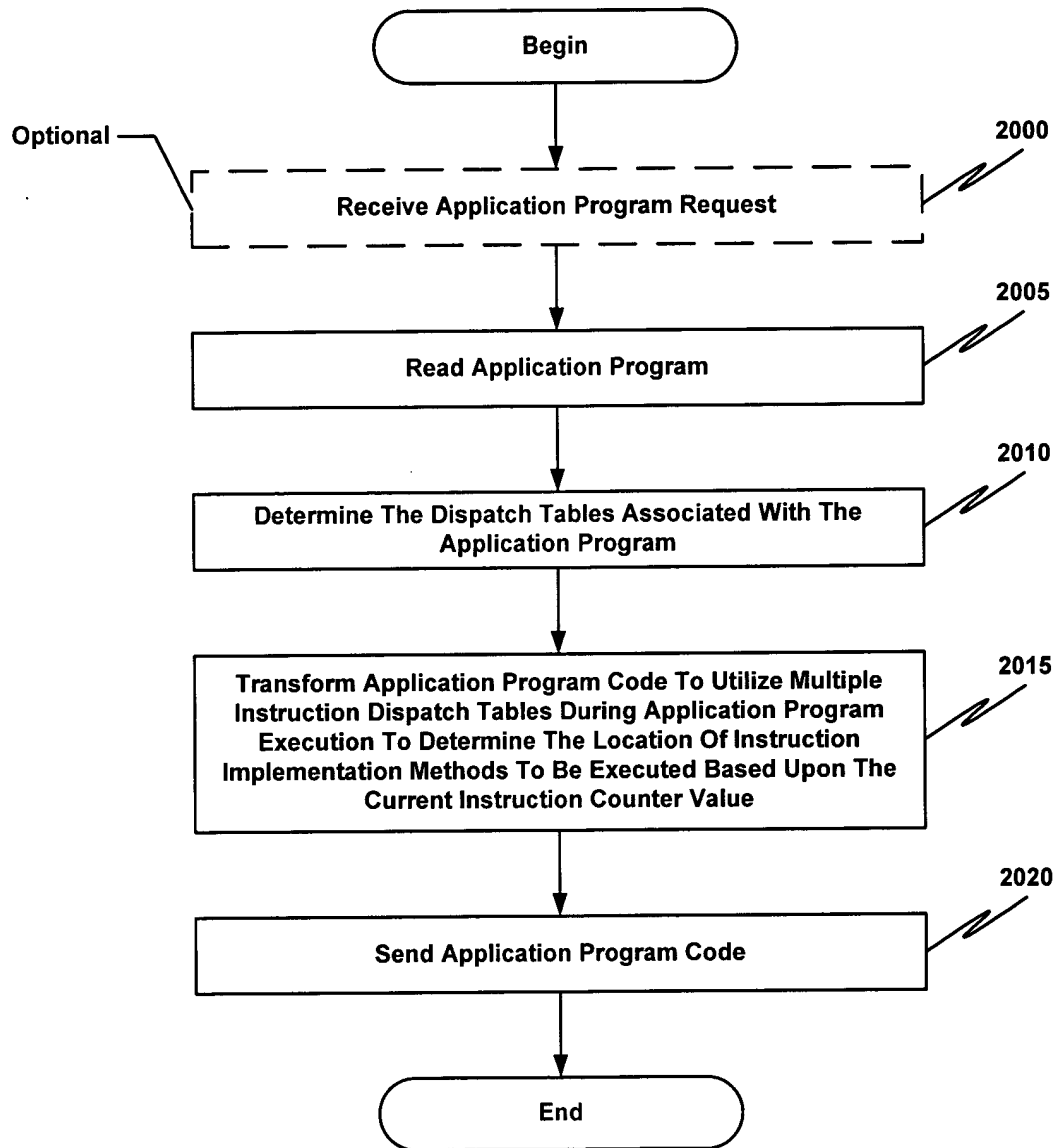 Begin
Optional
2000
Receive Application Program Request
2005
Read Application Program
2010
Determine The Dispatch Tables Associated With The
Application Program
2015
Transform Application Program Code To Utilize Multiple
Instruction Dispatch Tables During Application Program
Execution To Determine The Location Of Instruction
Implementation Methods To Be Executed Based Upon The
Current Instruction Counter Value
2020
Send Application Program Code
End